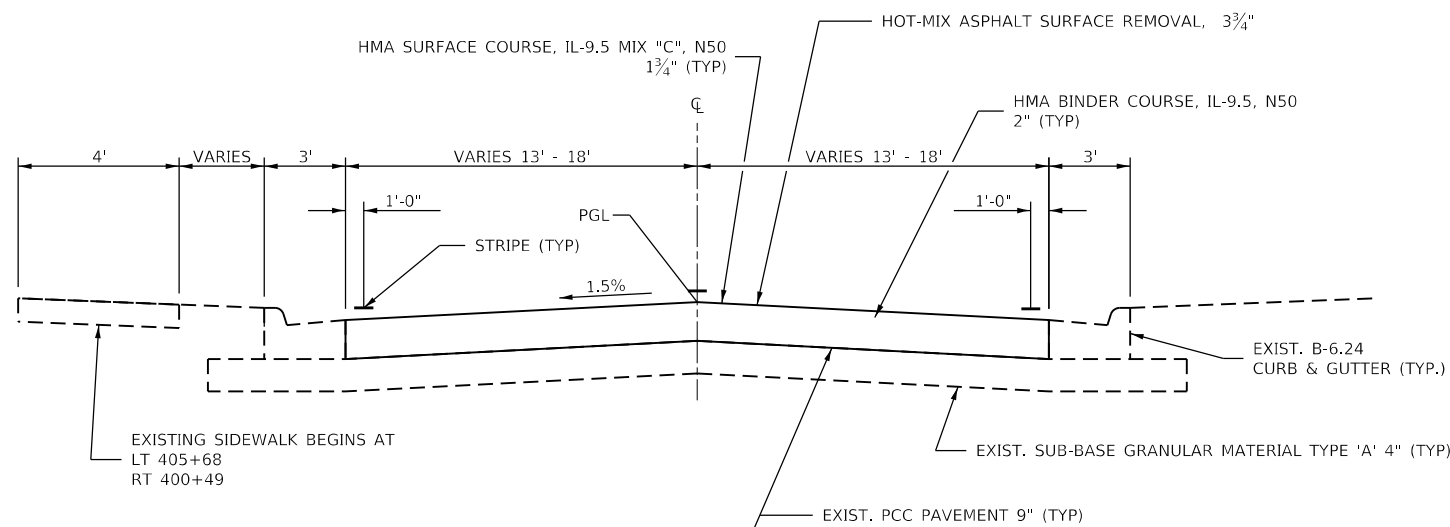 HOT-MIX ASPHALT SURFACE REMOVAL, 3¾"
HMA SURFACE COURSE, IL-9.5 MIX "C", N50
1¾" (TYP)
℄
HMA BINDER COURSE, IL-9.5, N50
2" (TYP)
4'
VARIES
3'
VARIES 13' - 18'
VARIES 13' - 18'
3'
1'-0"
1'-0"
PGL
STRIPE (TYP)
1.5%
EXIST. B-6.24
CURB & GUTTER (TYP.)
EXISTING SIDEWALK BEGINS AT
LT 405+68
RT 400+49
EXIST. SUB-BASE GRANULAR MATERIAL TYPE 'A' 4" (TYP)
EXIST. PCC PAVEMENT 9" (TYP)